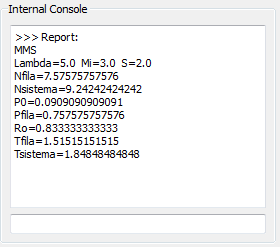 Internal Console
>>> Report:
MMS
Lambda=5.0 Mi=3.0 S=2.0
Nfila=7.57575757576
Nsistema=9.24242424242
P0=0.0909090909091
Pfila=0.757575757576
Ro=0.833333333333
Tfila=1.51515151515
Tsistema=1.84848484848